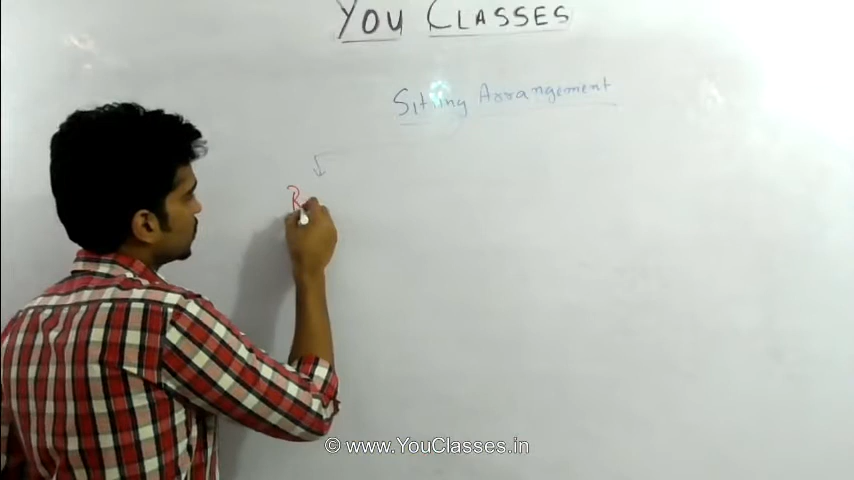 YOU CLASSES
Sitting Arrangement
R
© www.YouClasses.in